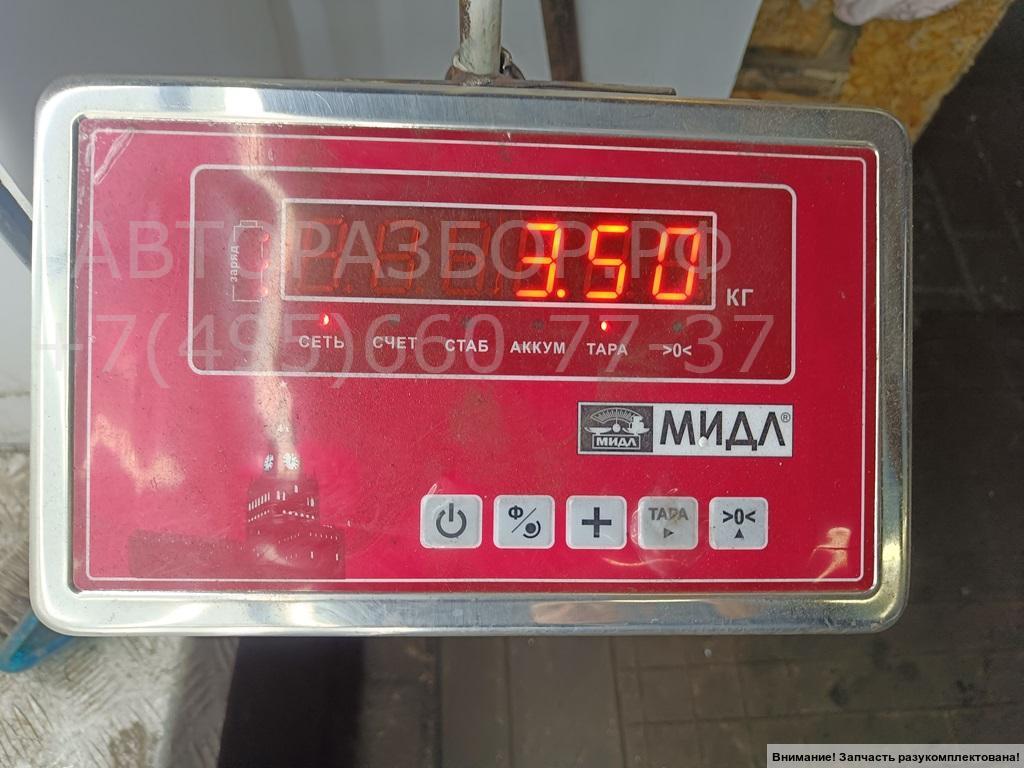 АВТОРАЗБОР.РФ
+7(495)660-77-37
заряд
3.50
КГ
СЕТЬ СЧЕТ СТАБ АККУМ ТАРА >0<
МИДЛ МИДЛ®
Ф ТАРА >0<
Внимание! Запчасть разукомплектована!